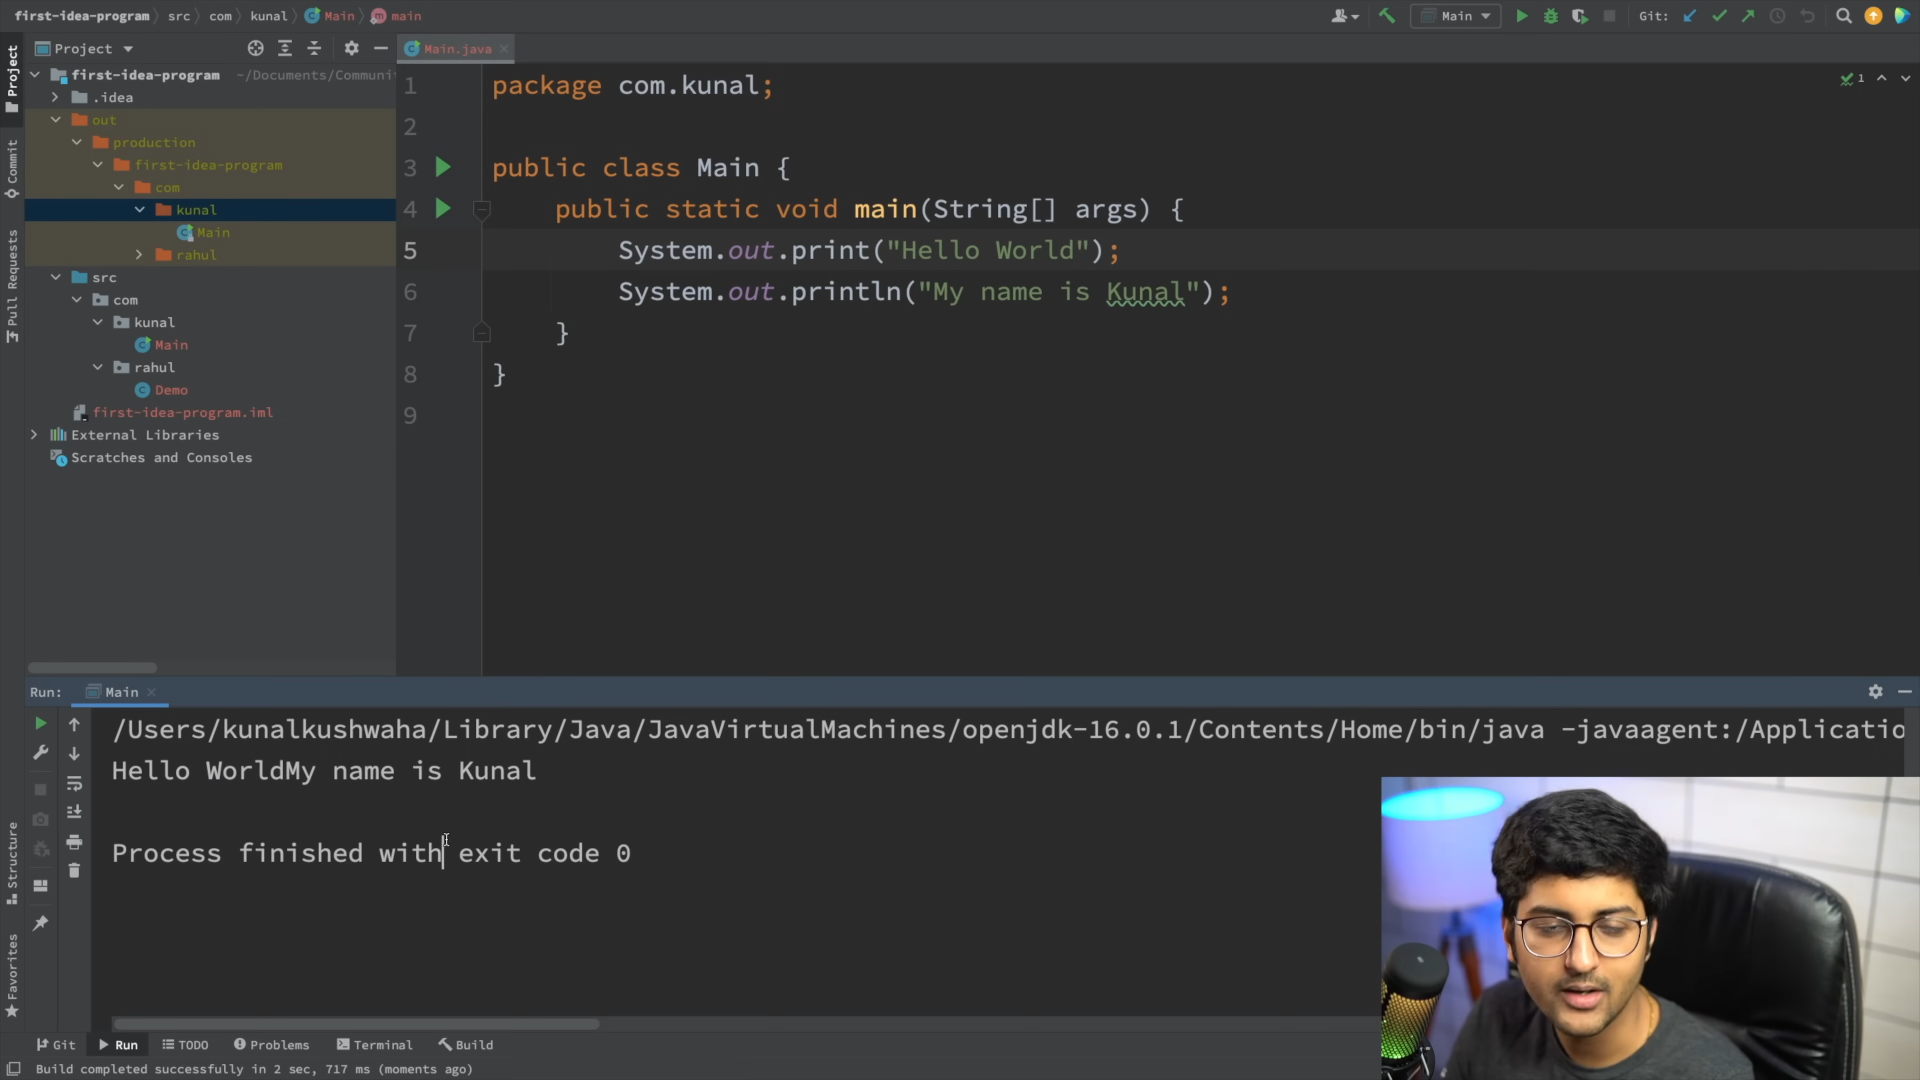 first-idea-program src com kunal Main main
Main Git:
Project
Main.java
first-idea-program ~/Documents/Communi
.idea
out
production
first-idea-program
com
kunal
Main
rahul
src
com
kunal
Main
rahul
Demo
first-idea-program.iml
External Libraries
Scratches and Consoles
Project
Commit
Pull Requests
Structure
Favorites
1 package com.kunal;
2
3 public class Main {
4 public static void main(String[] args) {
5 System.out.print("Hello World");
6 System.out.println("My name is Kunal");
7 }
8 }
9
1
Run: Main
/Users/kunalkushwaha/Library/Java/JavaVirtualMachines/openjdk-16.0.1/Contents/Home/bin/java -javaagent:/Applicatio
Hello WorldMy name is Kunal
Process finished with exit code 0
Git Run TODO Problems Terminal Build
Build completed successfully in 2 sec, 717 ms (moments ago)